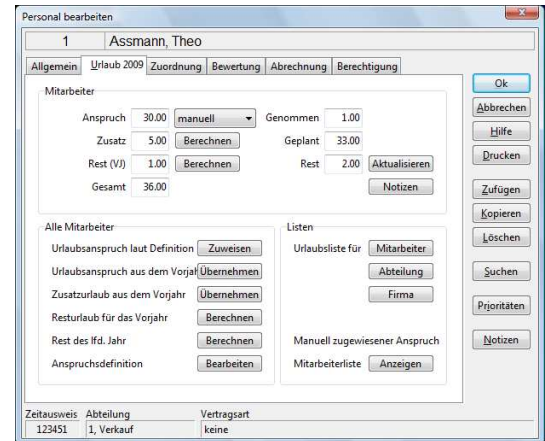 Personal bearbeiten
1 Assmann, Theo
Allgemein Urlaub 2009 Zuordnung Bewertung Abrechnung Berechtigung
Mitarbeiter
Anspruch 30.00 manuell Genommen 1.00
Zusatz 5.00 Berechnen Geplant 33.00
Rest (VJ) 1.00 Berechnen Rest 2.00 Aktualisieren
Gesamt 36.00 Notizen
Alle Mitarbeiter
Urlaubsanspruch laut Definition Zuweisen
Urlaubsanspruch aus dem Vorjahr Übernehmen
Zusatzurlaub aus dem Vorjahr Übernehmen
Resturlaub für das Vorjahr Berechnen
Rest des lfd. Jahr Berechnen
Anspruchsdefinition Bearbeiten
Listen
Urlaubsliste für Mitarbeiter
Abteilung
Firma
Manuell zugewiesener Anspruch
Mitarbeiterliste Anzeigen
Ok
Abbrechen
Hilfe
Drucken
Zufügen
Kopieren
Löschen
Suchen
Prioritäten
Notizen
Zeitausweis Abteilung Vertragsart
123451 1, Verkauf keine